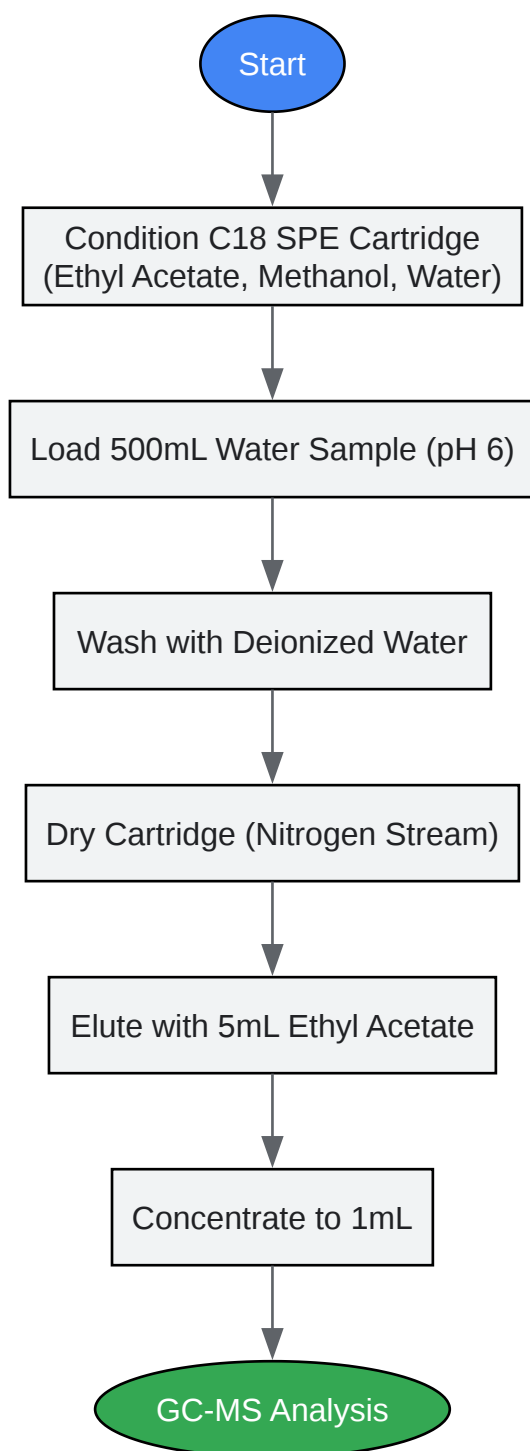 Start
Condition C18 SPE Cartridge
(Ethyl Acetate, Methanol, Water)
Load 500mL Water Sample (pH 6)
Wash with Deionized Water
Dry Cartridge (Nitrogen Stream)
Elute with 5mL Ethyl Acetate
Concentrate to 1mL
GC-MS Analysis